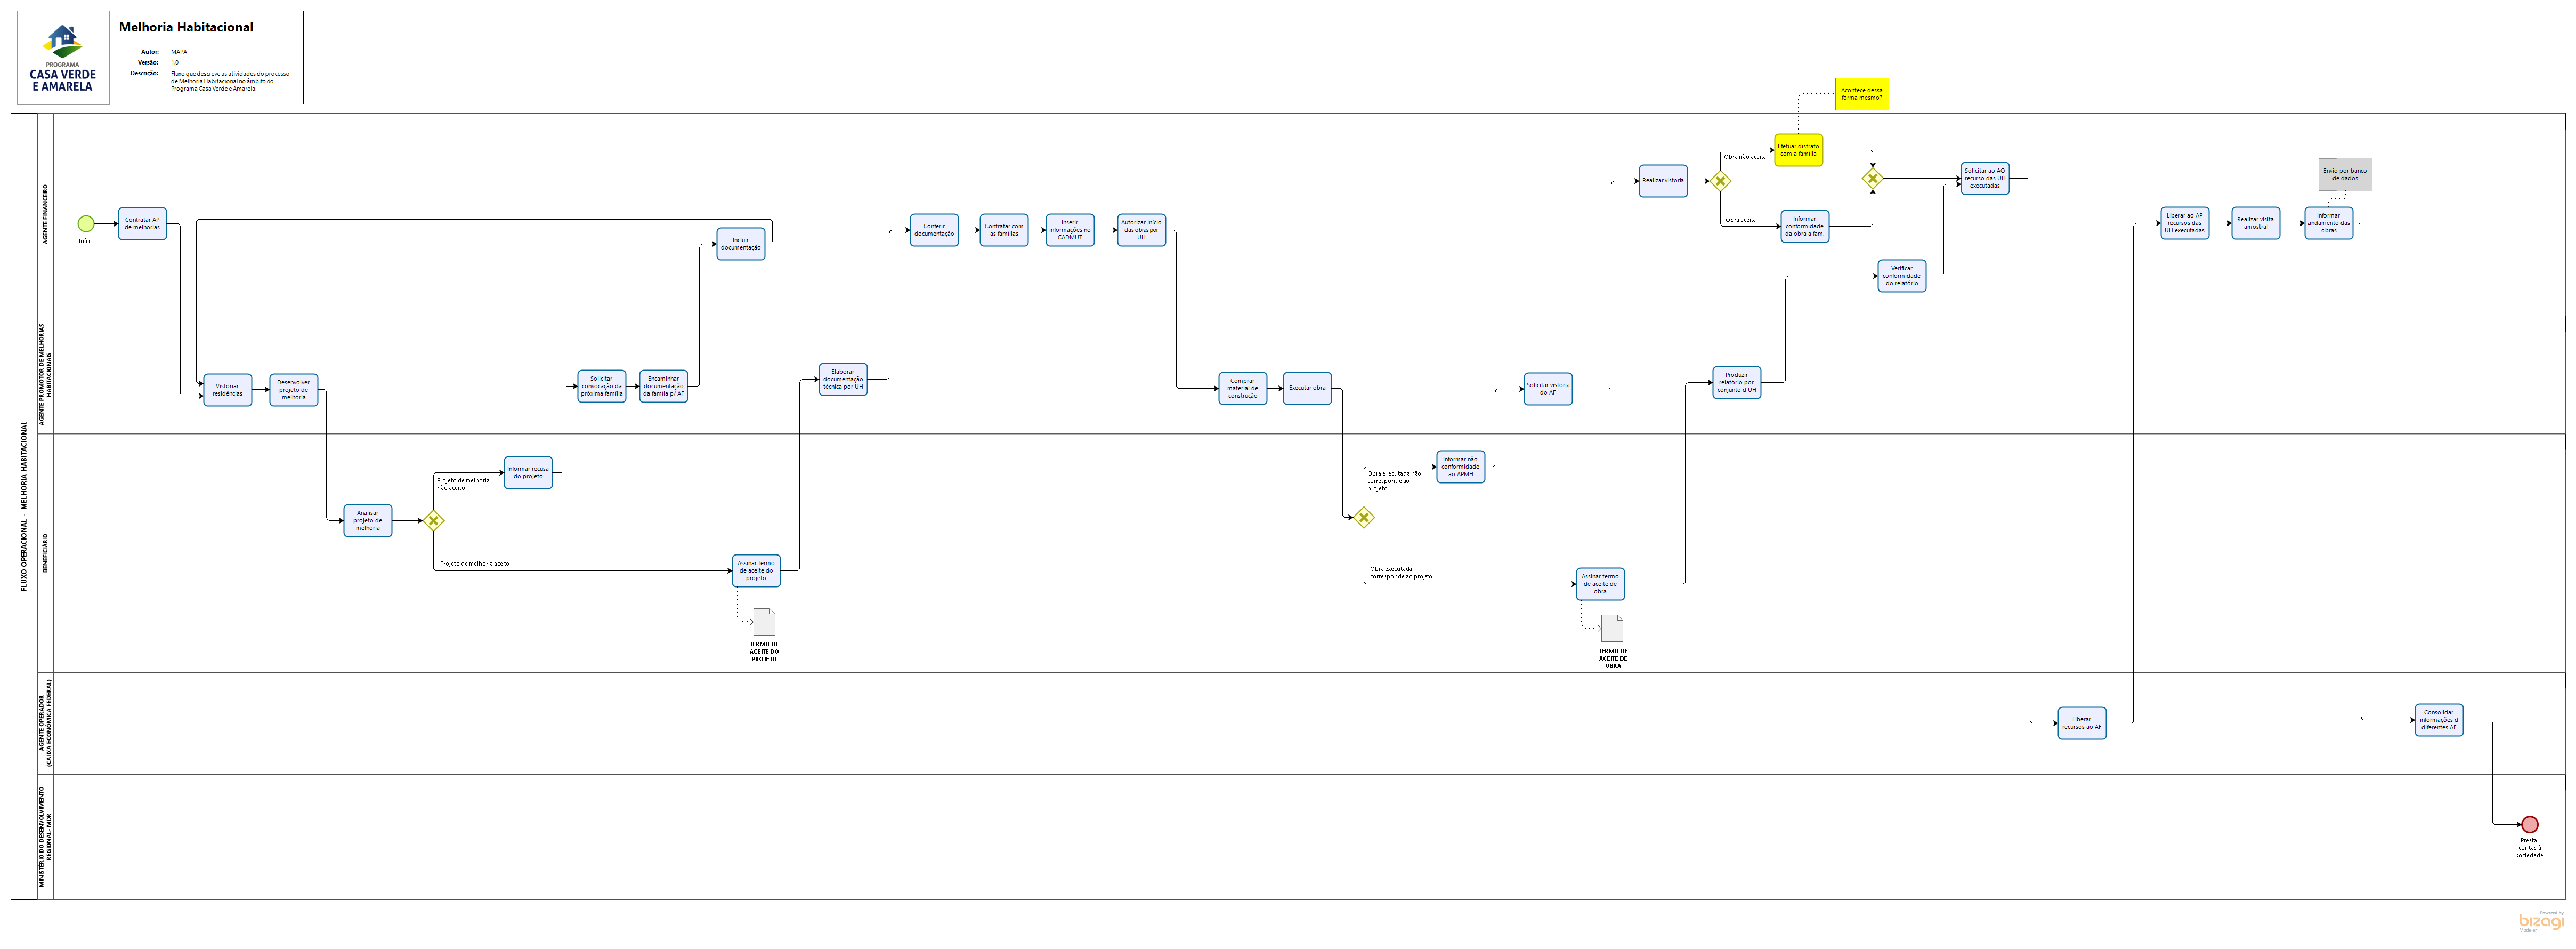 PROGRAMA
CASA VERDE
E AMARELA
Melhoria Habitacional
Autor: MAPA
Versão: 1.0
Descrição: Fluxo que descreve as atividades do processo
de Melhoria Habitacional no âmbito do
Programa Casa Verde e Amarela.
FLUXO OPERACIONAL - MELHORIA HABITACIONAL
AGENTE FINANCEIRO
Acontece dessa
forma mesmo?
Início
Contratar AP
de melhorias
Incluir
documentação
Conferir
documentação
Contratar com
as famílias
Inserir
informações no
CADMUT
Autorizar início
das obras por
UH
Realizar vistoria
Obra não aceita
Efetuar distrato
com a família
Obra aceita
Informar
conformidade
da obra a fam.
Verificar
conformidade
do relatório
Solicitar ao AO
recurso das UH
executadas
Liberar ao AP
recursos das
UH executadas
Realizar visita
amostral
Informar
andamento das
obras
Envio por banco
de dados
AGENTE PROMOTOR DE MELHORIAS
HABITACIONAIS
Vistoriar
residências
Desenvolver
projeto de
melhoria
Solicitar
convocação da
próxima família
Encaminhar
documentação
da famíla p/ AF
Elaborar
documentação
técnica por UH
Comprar
material de
construção
Executar obra
Solicitar vistoria
do AF
Produzir
relatório por
conjunto d UH
BENEFICIÁRIO
Analisar
projeto de
melhoria
Projeto de melhoria
não aceito
Informar recusa
do projeto
Projeto de melhoria aceito
Assinar termo
de aceite do
projeto
TERMO DE
ACEITE DO
PROJETO
Obra executada não
corresponde ao
projeto
Informar não
conformidade
ao APMH
Obra executada
corresponde ao projeto
Assinar termo
de aceite de
obra
TERMO DE
ACEITE DE
OBRA
AGENTE OPERADOR
(CAIXA ECONÔMICA FEDERAL)
Liberar
recursos ao AF
Consolidar
informações d
diferentes AF
MINISTÉRIO DO DESENVOLVIMENTO
REGIONAL- MDR
Prestar
contas à
sociedade
Powered by
bizagi
Modeler